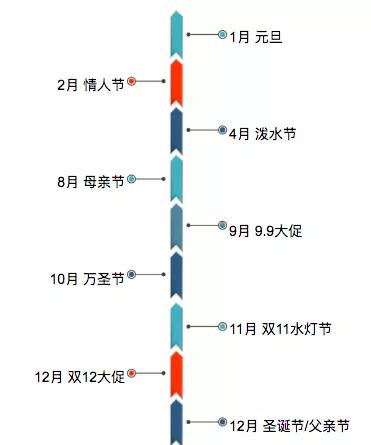 1月 元旦
2月 情人节
4月 泼水节
8月 母亲节
9月 9.9大促
10月 万圣节
11月 双11水灯节
12月 双12大促
12月 圣诞节/父亲节